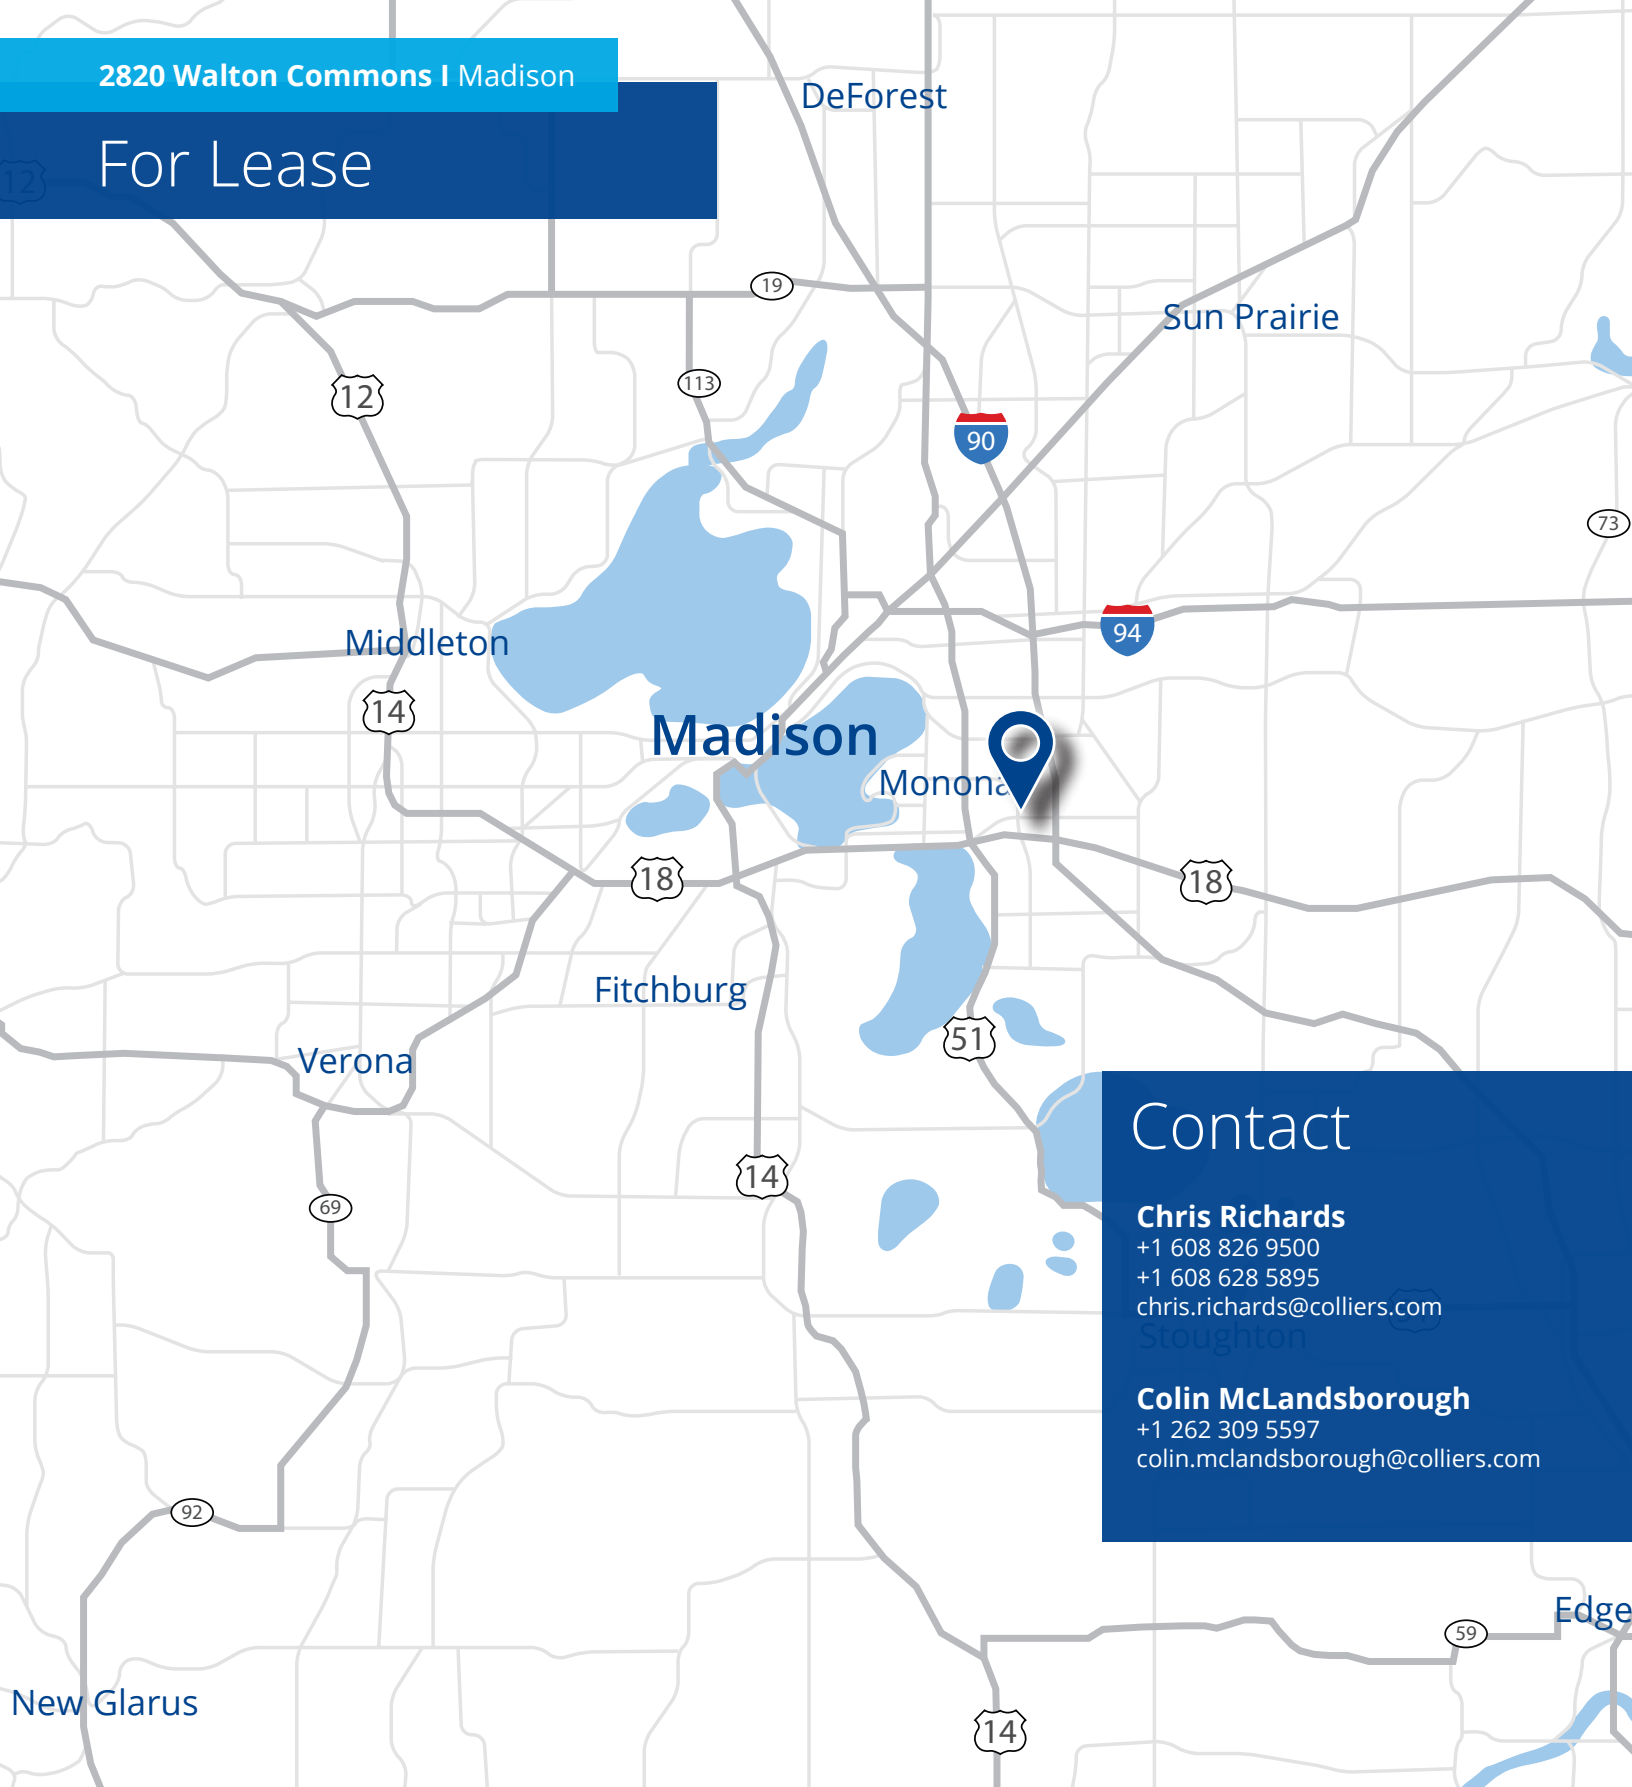 2820 Walton Commons I Madison
For Lease
12
DeForest
19
Sun Prairie
12
113
90
73
94
Middleton
14
Madison
Monona
18
18
Fitchburg
51
Verona
14
69
Contact
Chris Richards
+1 608 826 9500
+1 608 628 5895
chris.richards@colliers.com
51
Stoughton
Colin McLandsborough
+1 262 309 5597
colin.mclandsborough@colliers.com
92
Edge
59
New Glarus
14